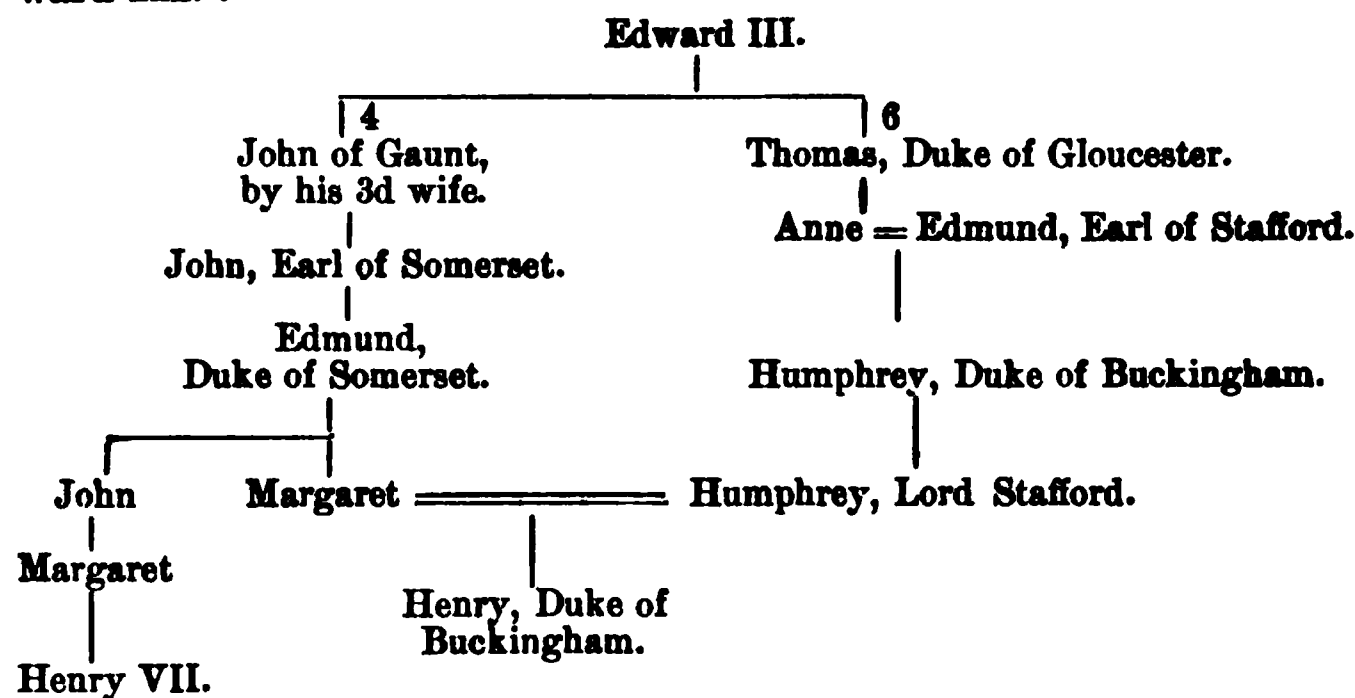 Edward III.
4
6
John of Gaunt,
by his 3d wife.
Thomas, Duke of Gloucester.
Anne = Edmund, Earl of Stafford.
John, Earl of Somerset.
Edmund,
Duke of Somerset.
Humphrey, Duke of Buckingham.
John
Margaret
Humphrey, Lord Stafford.
Margaret
Henry, Duke of
Buckingham.
Henry VII.